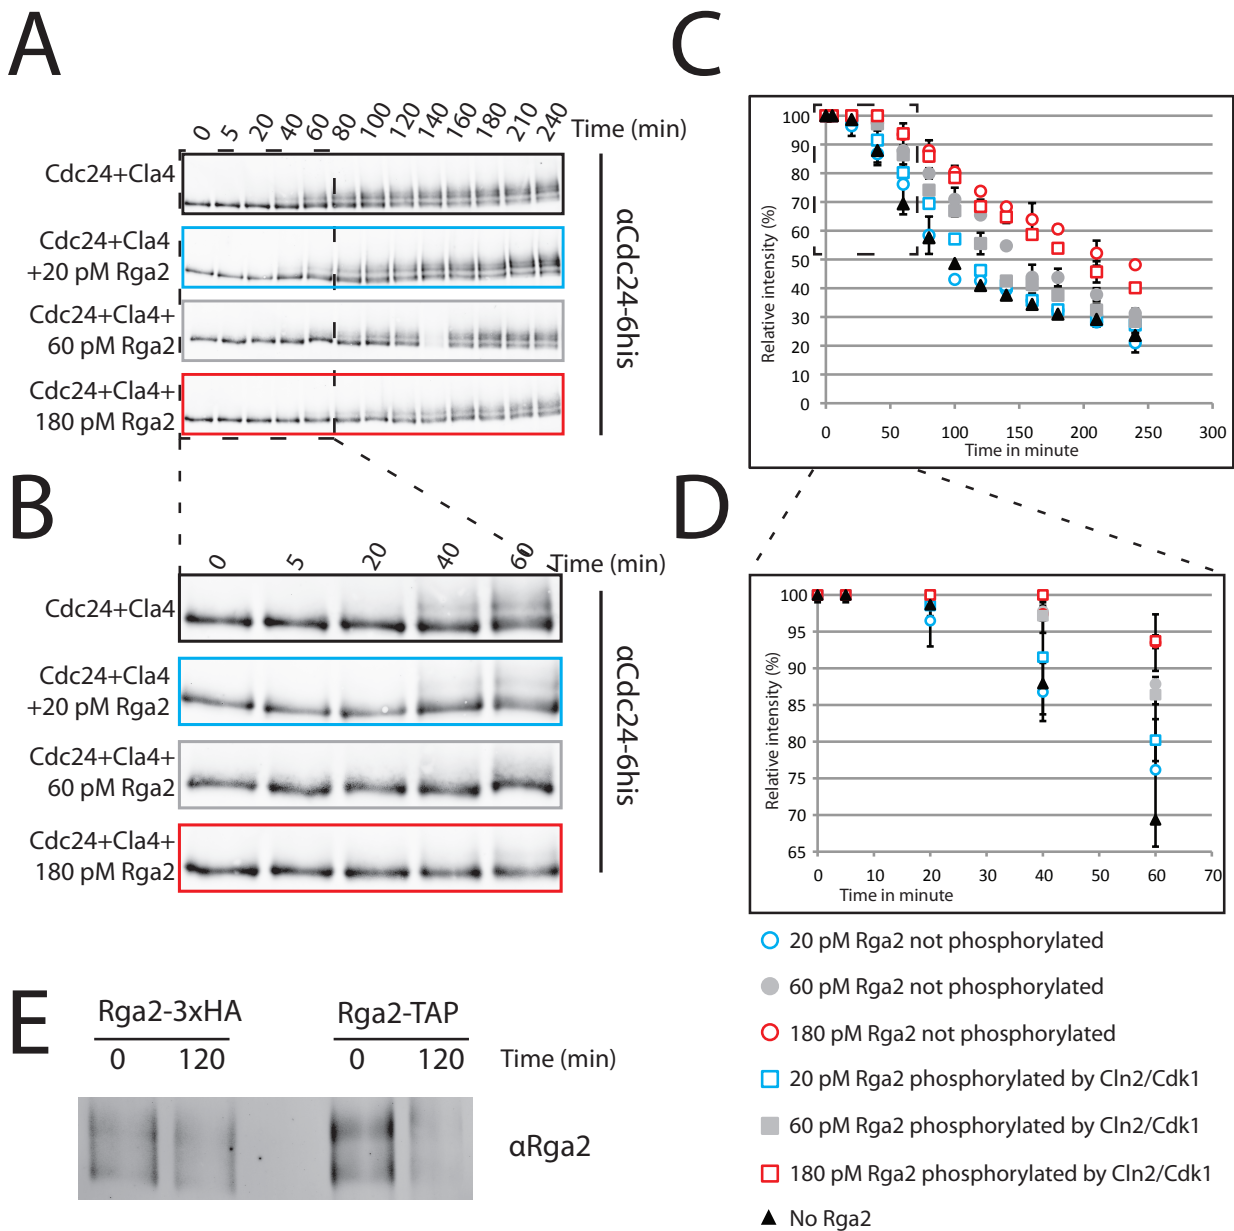 A
0 5 20 40 60 80 100 120 140 160 180 210 240 Time (min)
Cdc24+Cla4
Cdc24+Cla4
+20 pM Rga2
Cdc24+Cla4+
60 pM Rga2
Cdc24+Cla4+
180 pM Rga2
αCdc24-6his
B
0 5 20 40 60 Time (min)
Cdc24+Cla4
Cdc24+Cla4
+20 pM Rga2
Cdc24+Cla4+
60 pM Rga2
Cdc24+Cla4+
180 pM Rga2
αCdc24-6his
C
Relative intensity (%)
100
90
80
70
60
50
40
30
20
10
0
0 50 100 150 200 250 300
Time in minute
D
Relative intensity (%)
100
95
90
85
80
75
70
65
0 10 20 30 40 50 60 70
Time in minute
20 pM Rga2 not phosphorylated
60 pM Rga2 not phosphorylated
180 pM Rga2 not phosphorylated
20 pM Rga2 phosphorylated by Cln2/Cdk1
60 pM Rga2 phosphorylated by Cln2/Cdk1
180 pM Rga2 phosphorylated by Cln2/Cdk1
No Rga2
E
Rga2-3xHA Rga2-TAP
0 120 0 120 Time (min)
αRga2